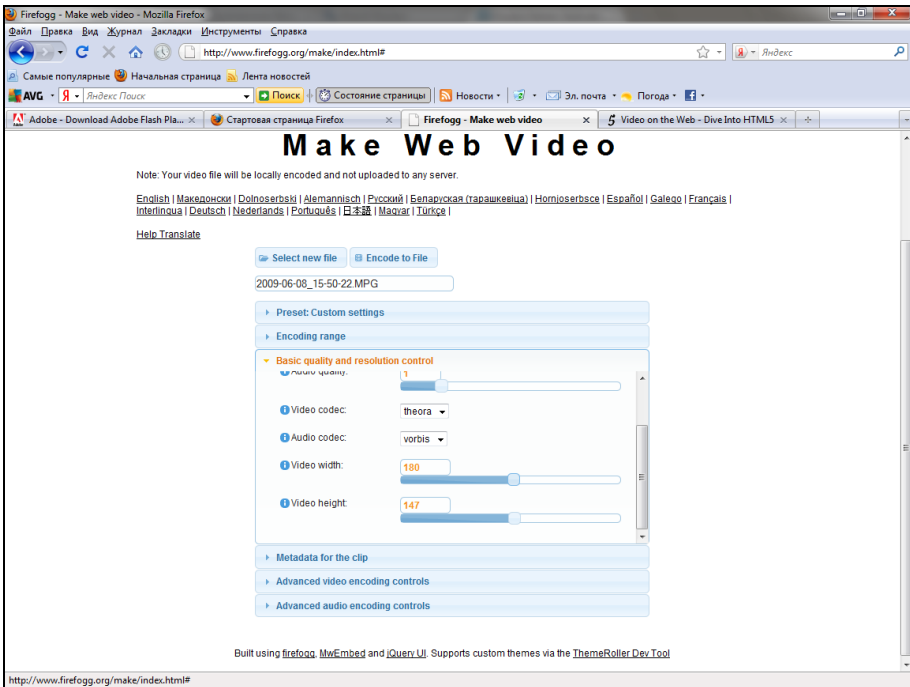 Firefogg - Make web video - Mozilla Firefox
Файл Правка Вид Журнал Закладки Инструменты Справка
http://www.firefogg.org/make/index.html# Яндекс
Самые популярные Начальная страница Лента новостей
AVG Я Яндекс Поиск Поиск Состояние страницы Новости Эл. почта Погода
Adobe - Download Adobe Flash Pla... Стартовая страница Firefox Firefogg - Make web video Video on the Web - Dive Into HTML5
Make Web Video
Note: Your video file will be locally encoded and not uploaded to any server.
English | Македонски | Dolnoserbski | Alemannisch | Русский | Беларуская (тарашкевіца) | Hornjoserbsce | Español | Galego | Français |
Interlingua | Deutsch | Nederlands | Português | 日本語 | Magyar | Türkçe |
Help Translate
Select new file Encode to File
2009-06-08_15-50-22.MPG
Preset: Custom settings
Encoding range
Basic quality and resolution control
Audio quality: 1
Video codec: theora
Audio codec: vorbis
Video width: 180
Video height: 147
Metadata for the clip
Advanced video encoding controls
Advanced audio encoding controls
Built using firefogg, MwEmbed and jQuery UI. Supports custom themes via the ThemeRoller Dev Tool
http://www.firefogg.org/make/index.html#